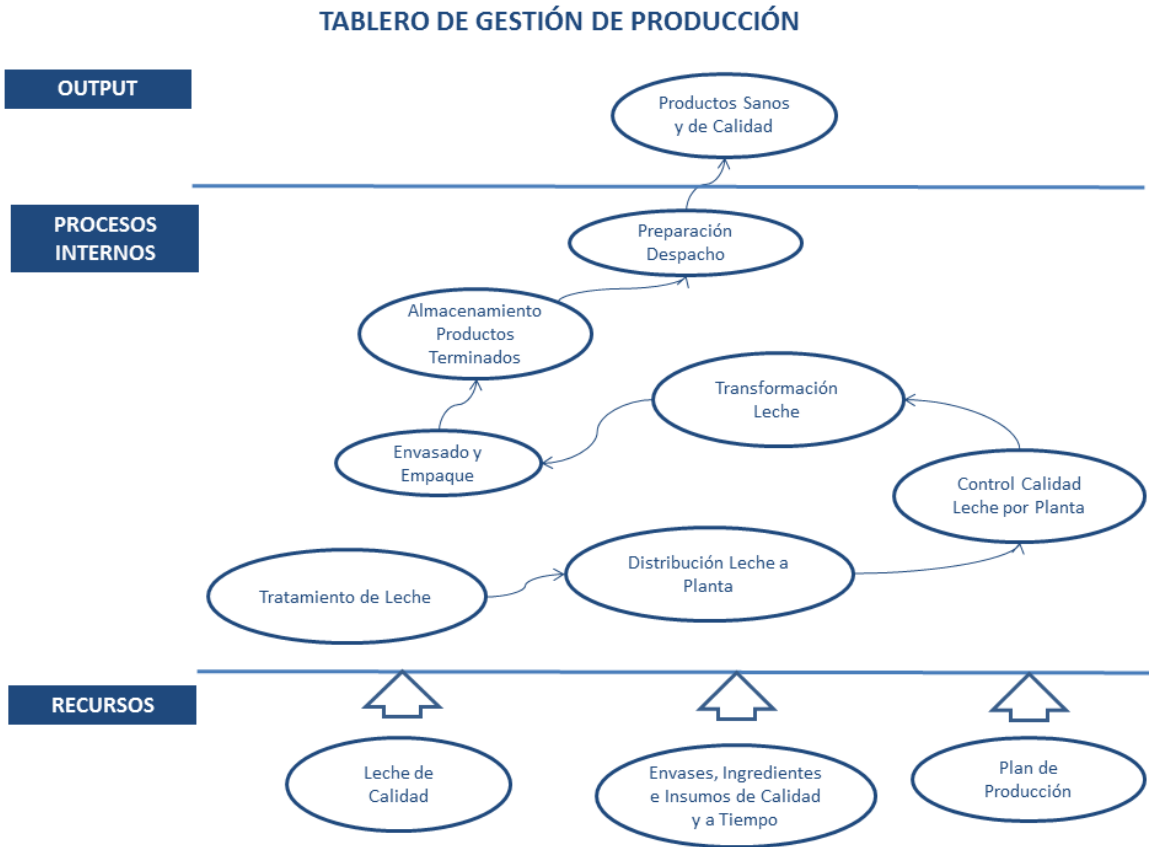 TABLERO DE GESTIÓN DE PRODUCCIÓN
OUTPUT
Productos Sanos
y de Calidad
PROCESOS
INTERNOS
Preparación
Despacho
Almacenamiento
Productos
Terminados
Transformación
Leche
Envasado y
Empaque
Control Calidad
Leche por Planta
Distribución Leche a
Planta
Tratamiento de Leche
RECURSOS
Leche de
Calidad
Envases, Ingredientes
e Insumos de Calidad
y a Tiempo
Plan de
Producción